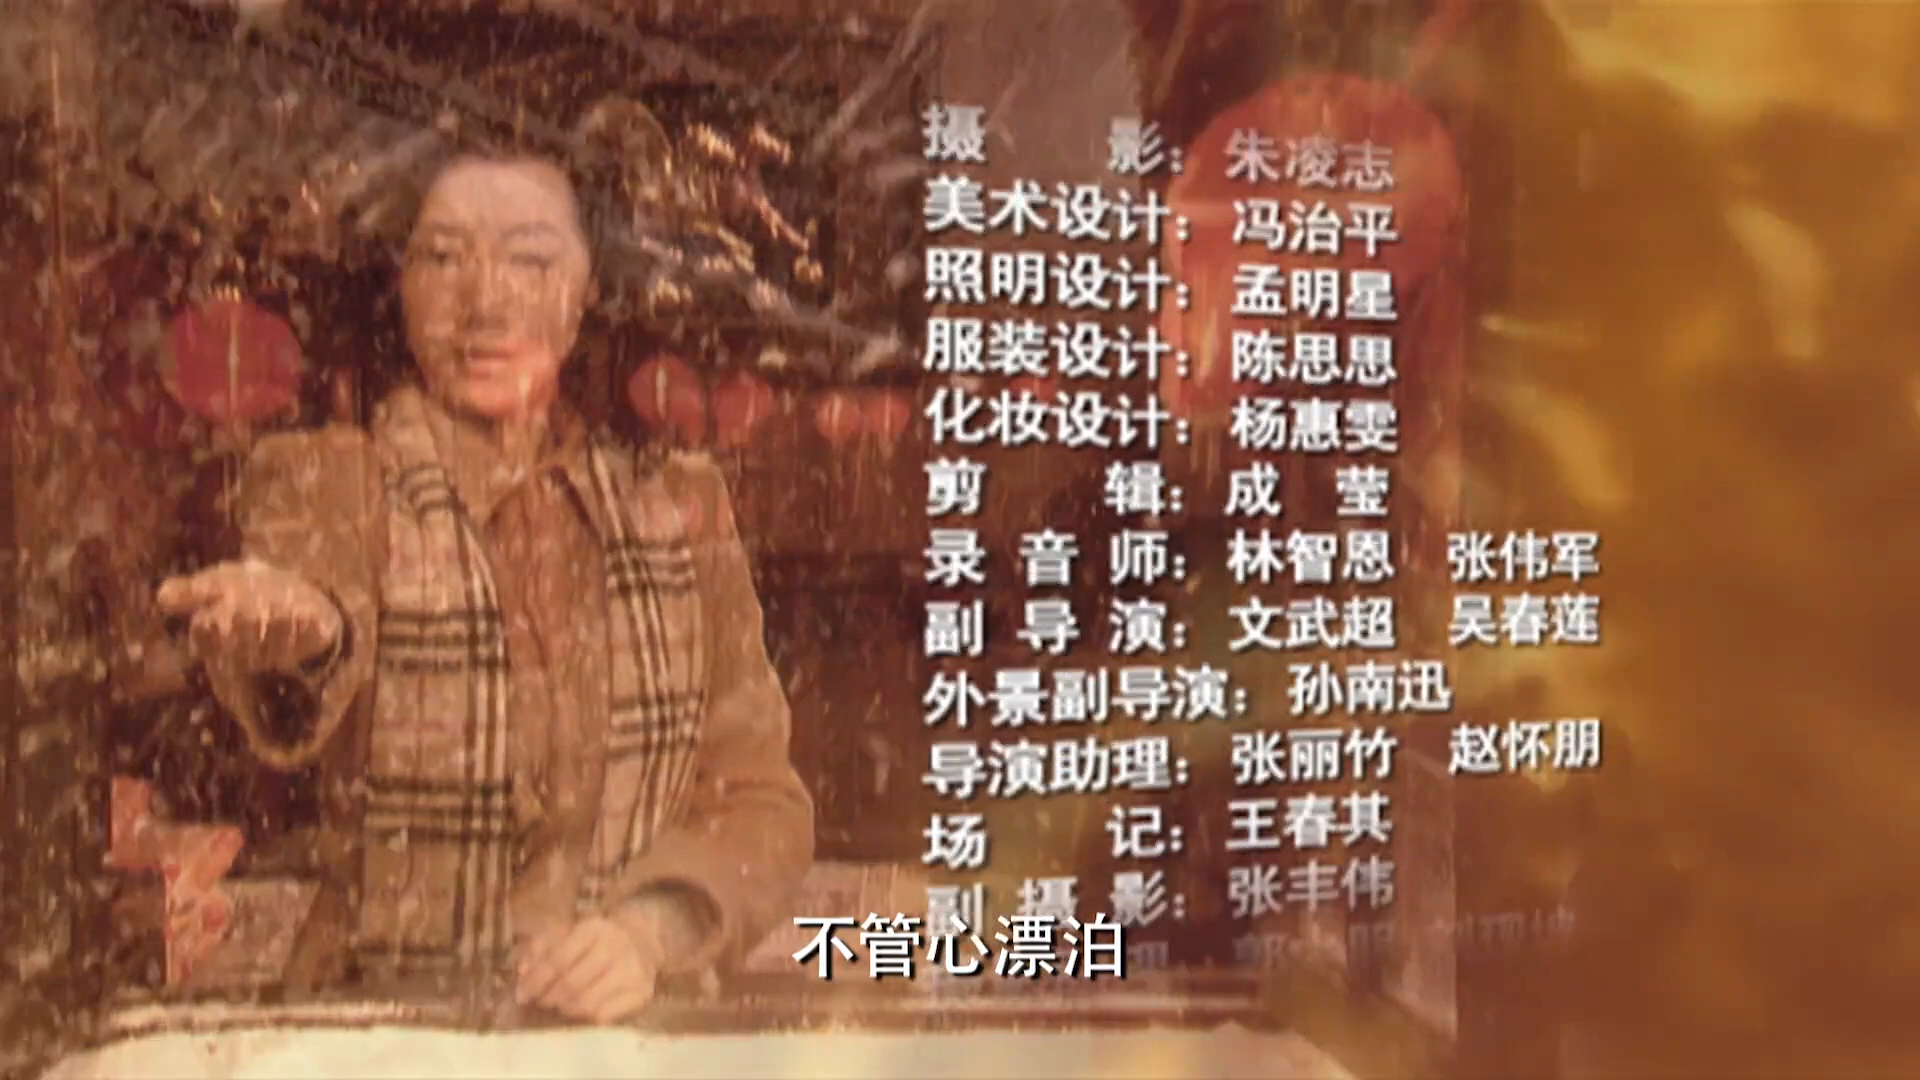 摄影：朱凌志
美术设计：冯治平
照明设计：孟明星
服装设计：陈思思
化妆设计：杨惠雯
剪辑：成莹
录音师：林智恩 张伟军
副导演：文武超 吴春莲
外景副导演：孙南迅
导演助理：张丽竹 赵怀朋
场记：王春其
副摄影：张丰伟
不管心漂泊